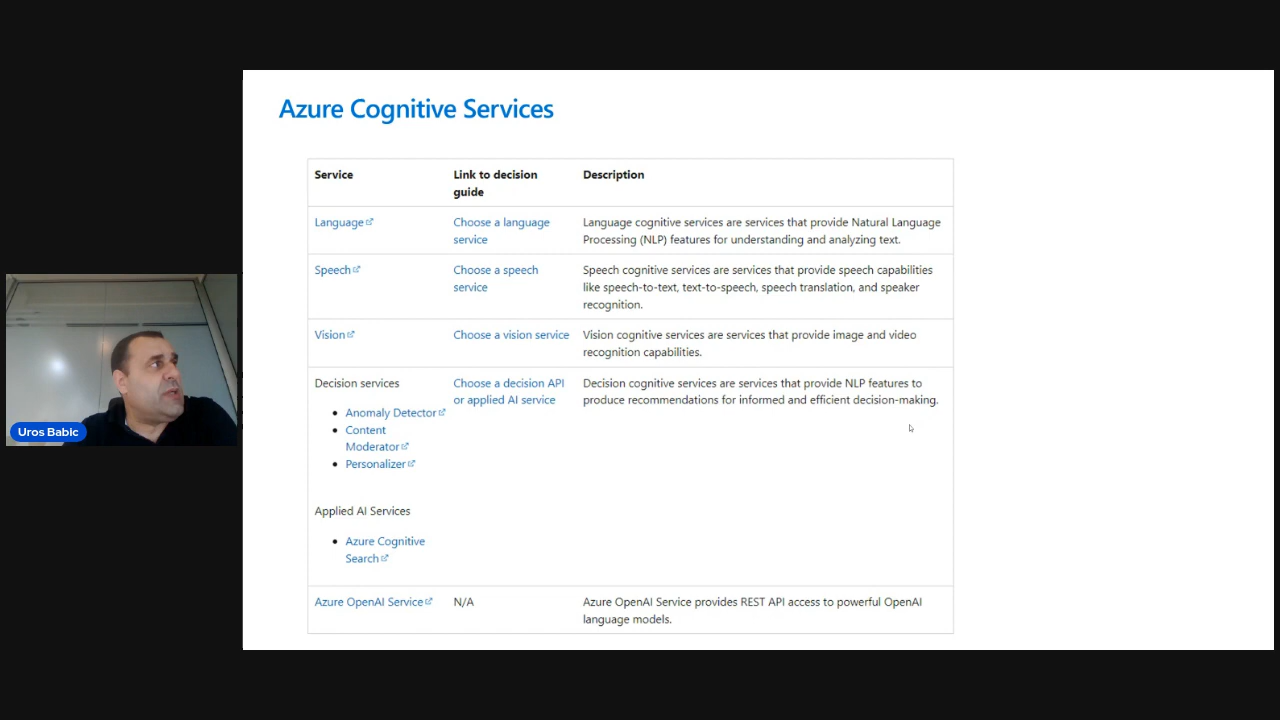 Azure Cognitive Services
Service
Link to decision
guide
Description
Language
Choose a language
service
Language cognitive services are services that provide Natural Language
Processing (NLP) features for understanding and analyzing text.
Speech
Choose a speech
service
Speech cognitive services are services that provide speech capabilities
like speech-to-text, text-to-speech, speech translation, and speaker
recognition.
Vision
Choose a vision service
Vision cognitive services are services that provide image and video
recognition capabilities.
Decision services
• Anomaly Detector
• Content
Moderator
• Personalizer
Applied AI Services
• Azure Cognitive
Search
Choose a decision API
or applied AI service
Decision cognitive services are services that provide NLP features to
produce recommendations for informed and efficient decision-making.
Azure OpenAI Service
N/A
Azure OpenAI Service provides REST API access to powerful OpenAI
language models.
Uros Babic